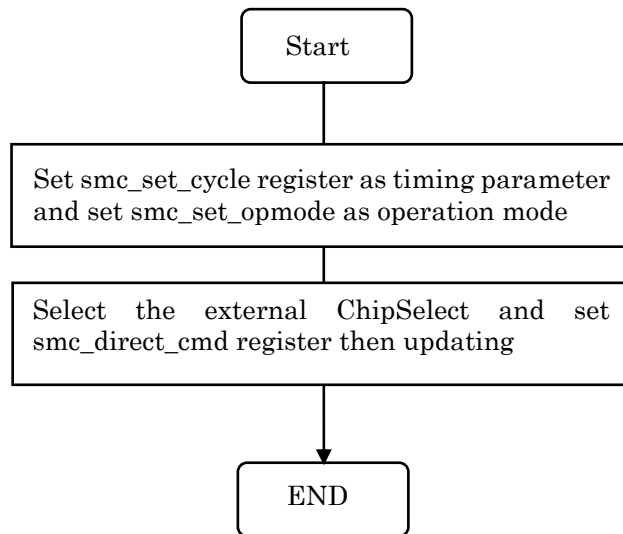 Start
Set smc_set_cycle register as timing parameter
and set smc_set_opmode as operation mode
Select the external ChipSelect and set
smc_direct_cmd register then updating
END